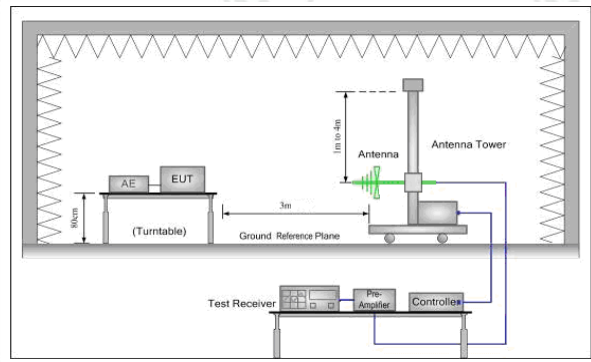 1m to 4m
Antenna
Antenna Tower
AE
EUT
80cm
(Turntable)
3m
Ground Reference Plane
Test Receiver
Pre-
Amplifier
Controller